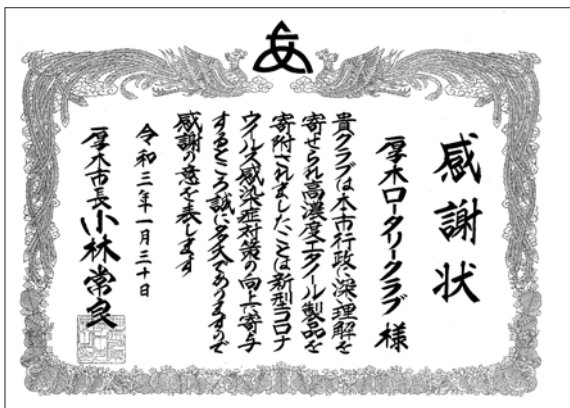 感謝状
厚木ロータリークラブ様
貴クラブは本市行政に深い理解を
寄せられ高濃度エタノール製品を
寄附されましたことは新型コロナ
ウイルス感染症対策の向上に寄与
するところ誠に多大でありますので
感謝の意を表します
令和三年一月三十日
厚木市長 小林常良